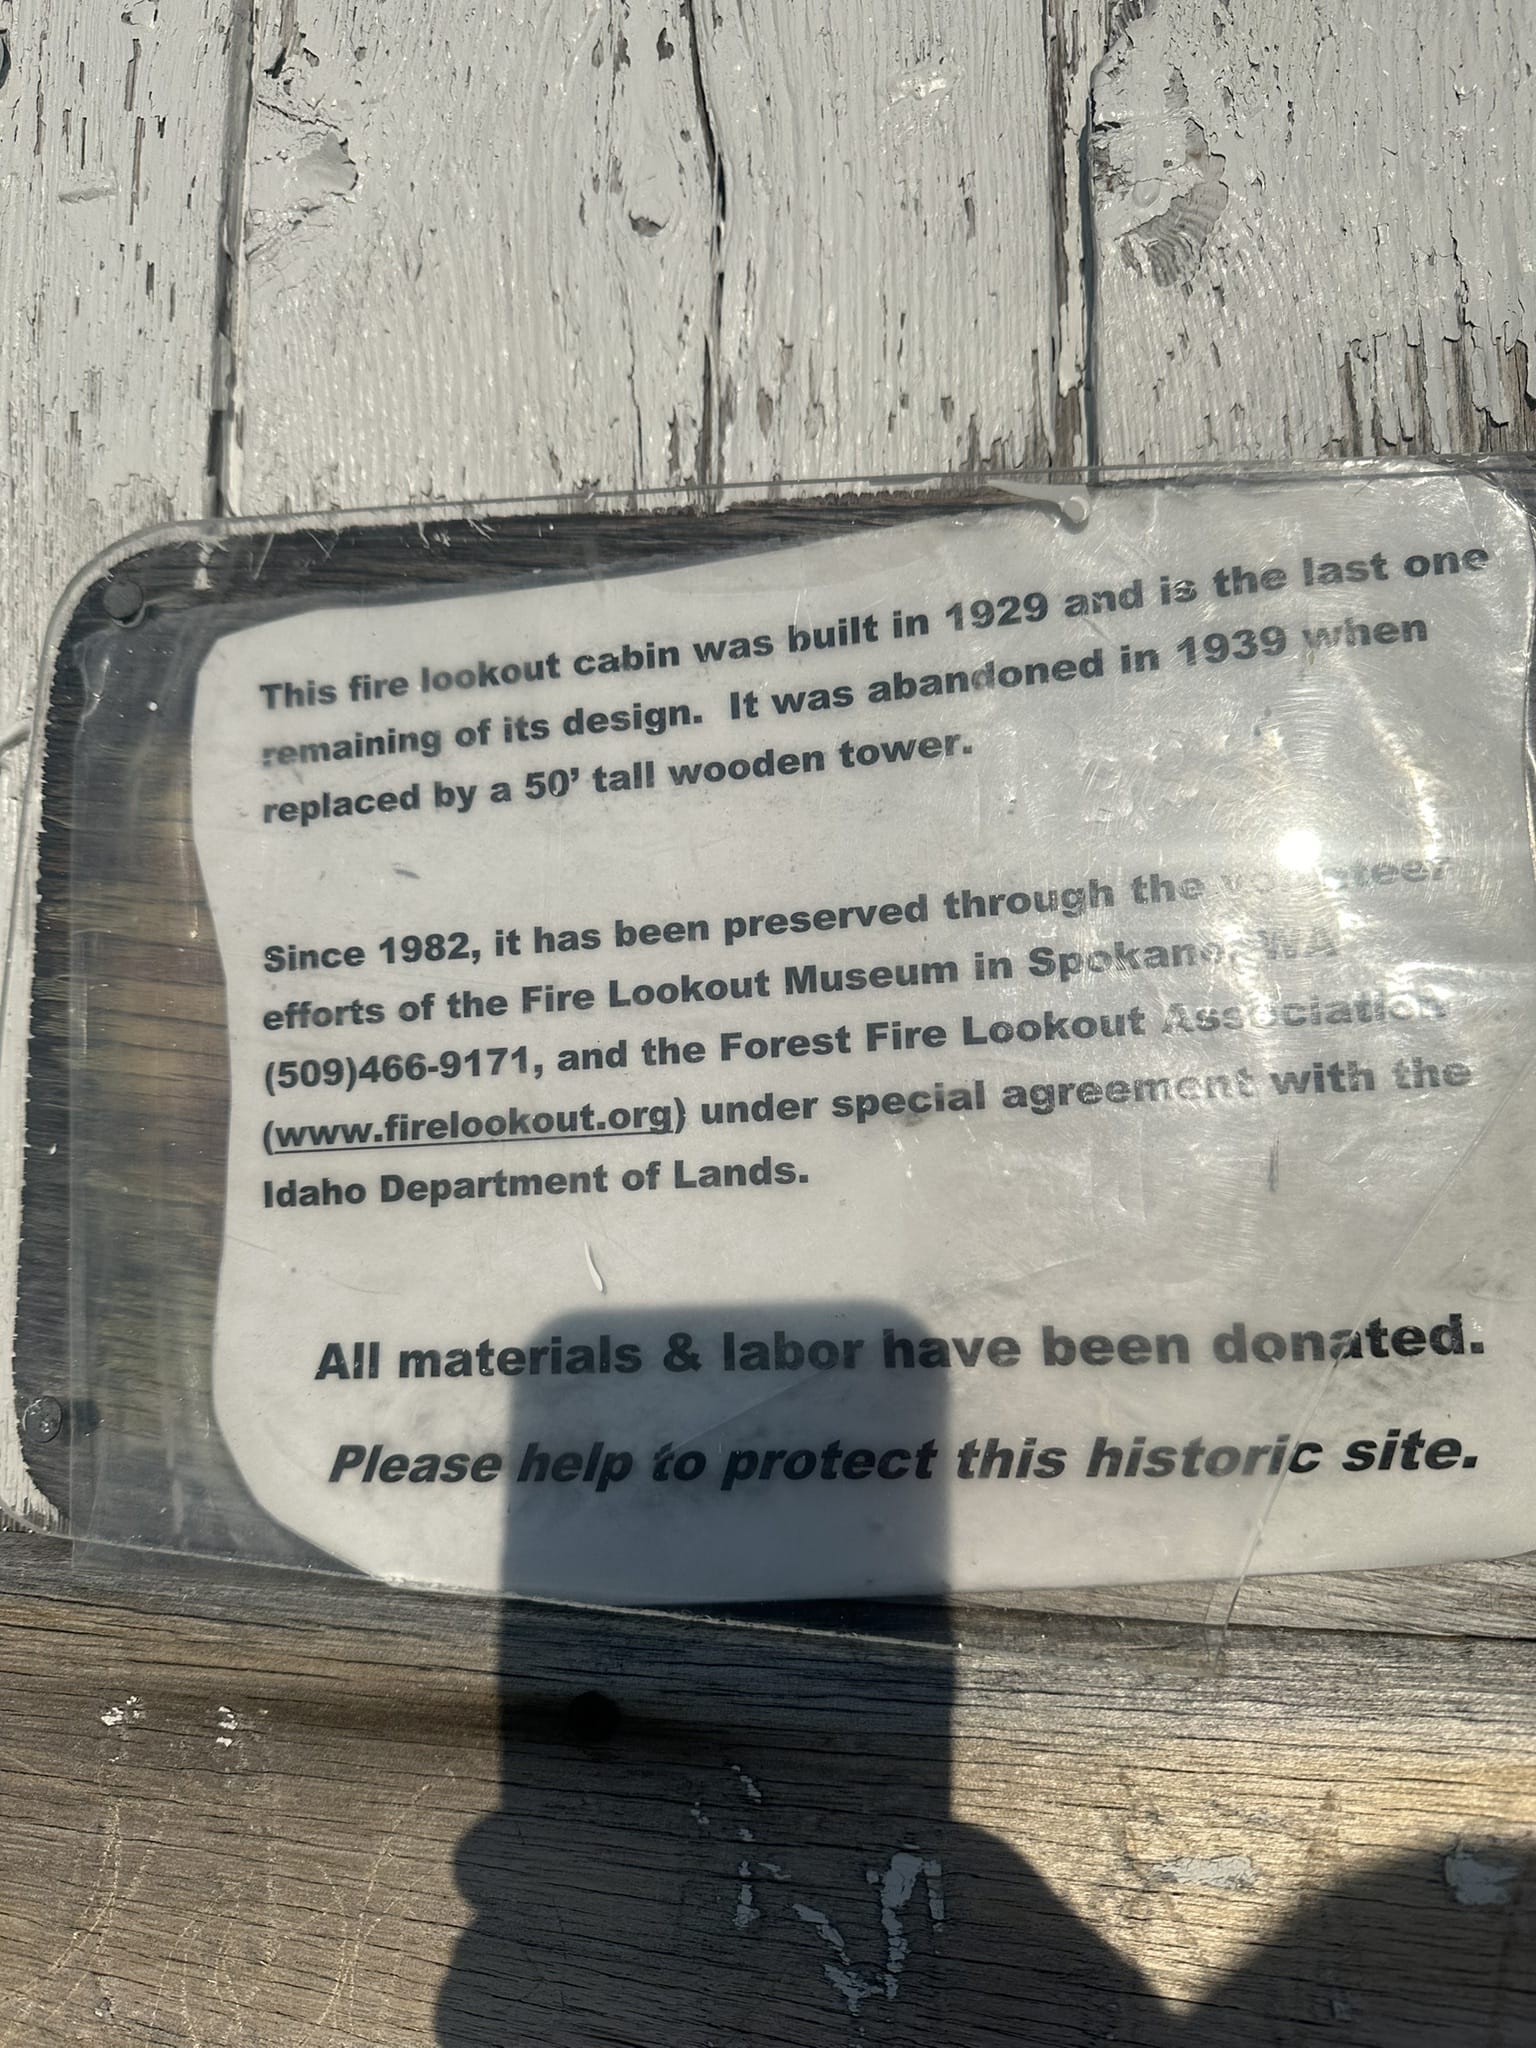 This fire lookout cabin was built in 1929 and is the last one
remaining of its design. It was abandoned in 1939 when
replaced by a 50' tall wooden tower.
Since 1982, it has been preserved through the volunteer
efforts of the Fire Lookout Museum in Spokane, WA
(509)466-9171, and the Forest Fire Lookout Association
(www.firelookout.org) under special agreement with the
Idaho Department of Lands.
All materials & labor have been donated.
Please help to protect this historic site.